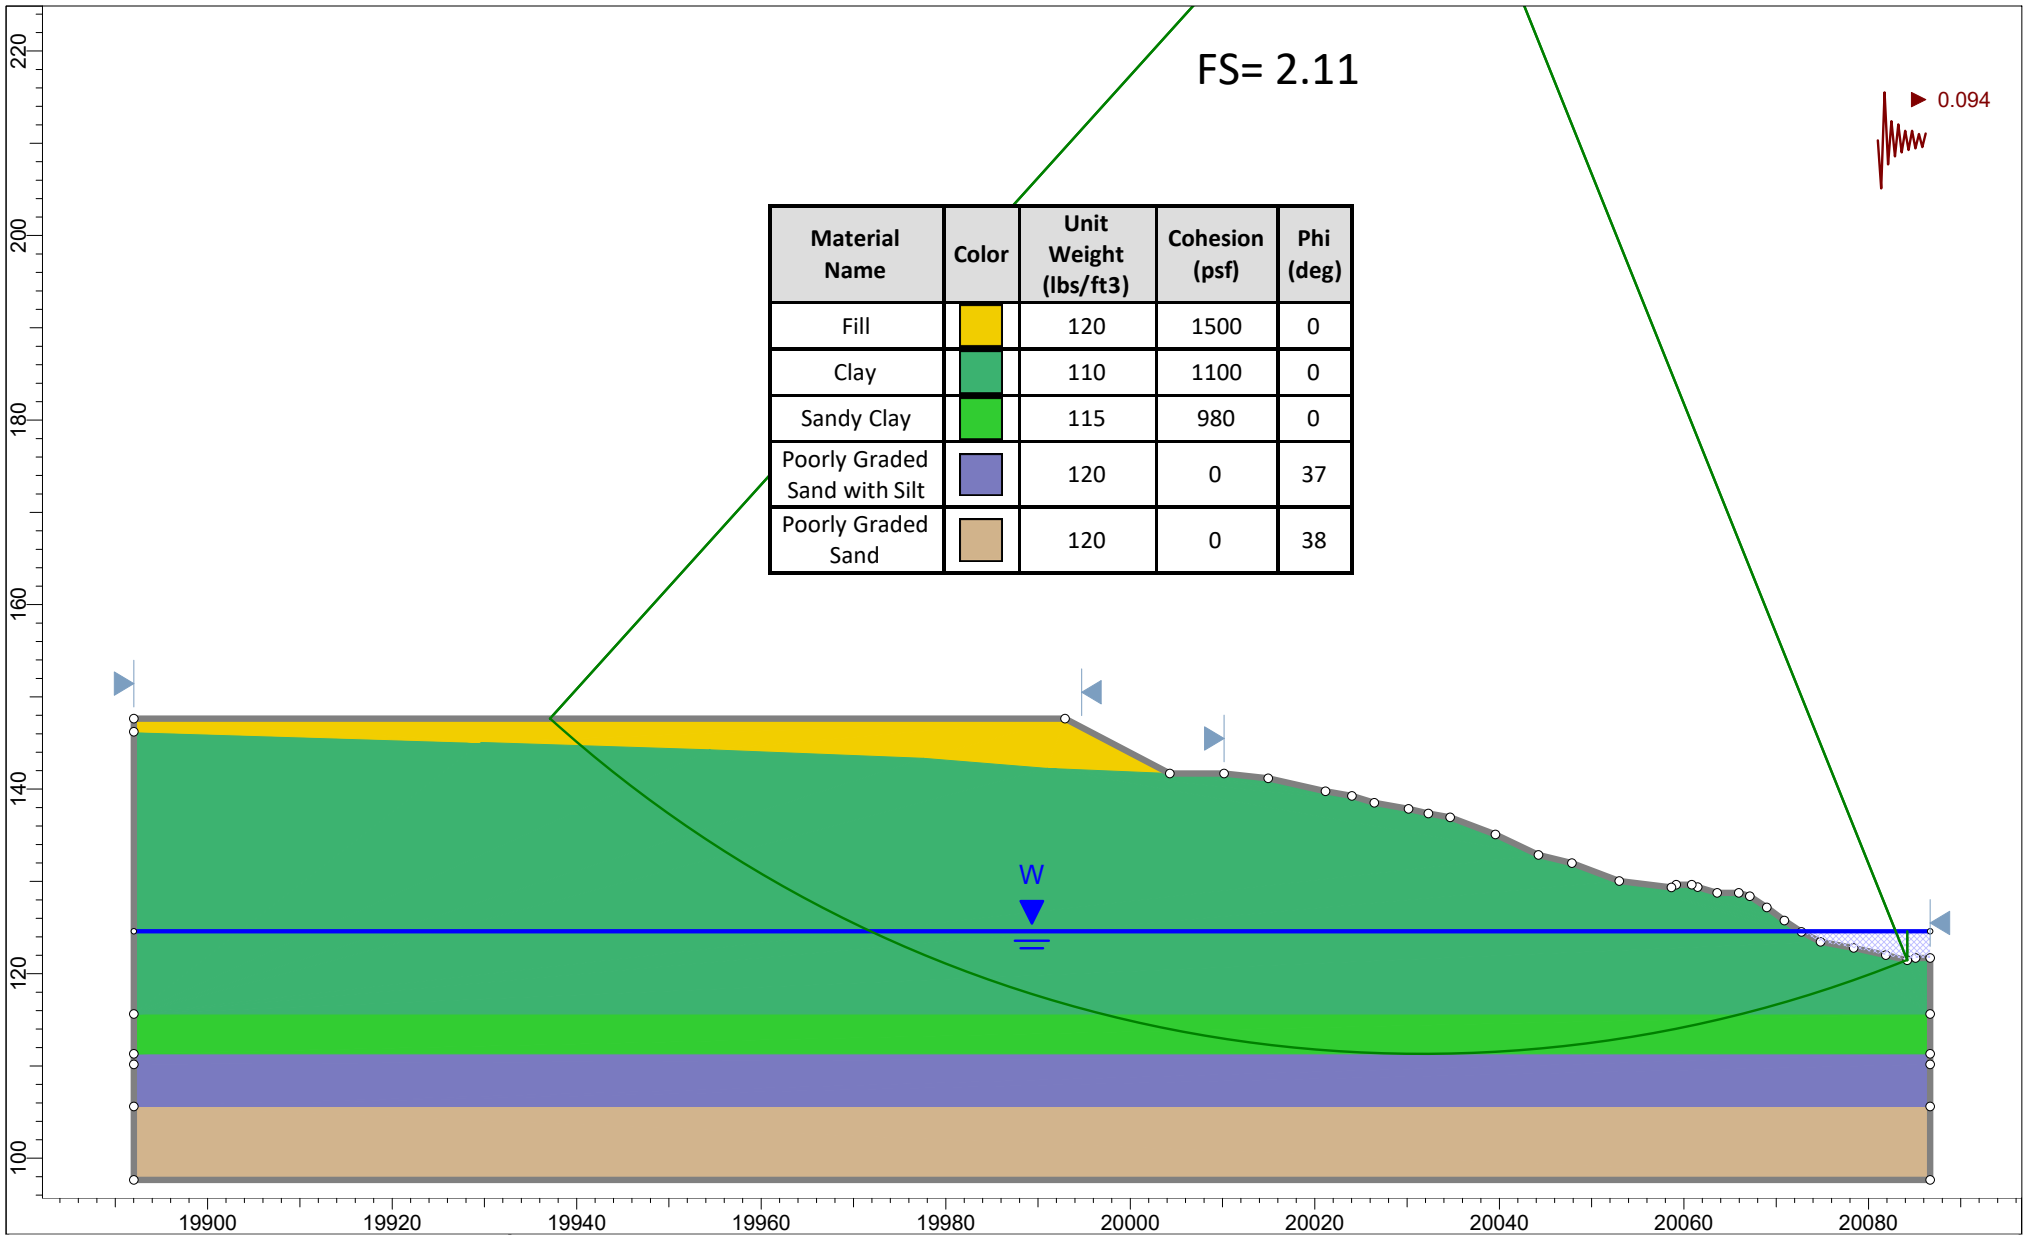 FS= 2.11
0.094
Material Name Color Unit Weight (lbs/ft3) Cohesion (psf) Phi (deg)
Fill 120 1500 0
Clay 110 1100 0
Sandy Clay 115 980 0
Poorly Graded Sand with Silt 120 0 37
Poorly Graded Sand 120 0 38
W
220
200
180
160
140
120
100
19900 19920 19940 19960 19980 20000 20020 20040 20060 20080